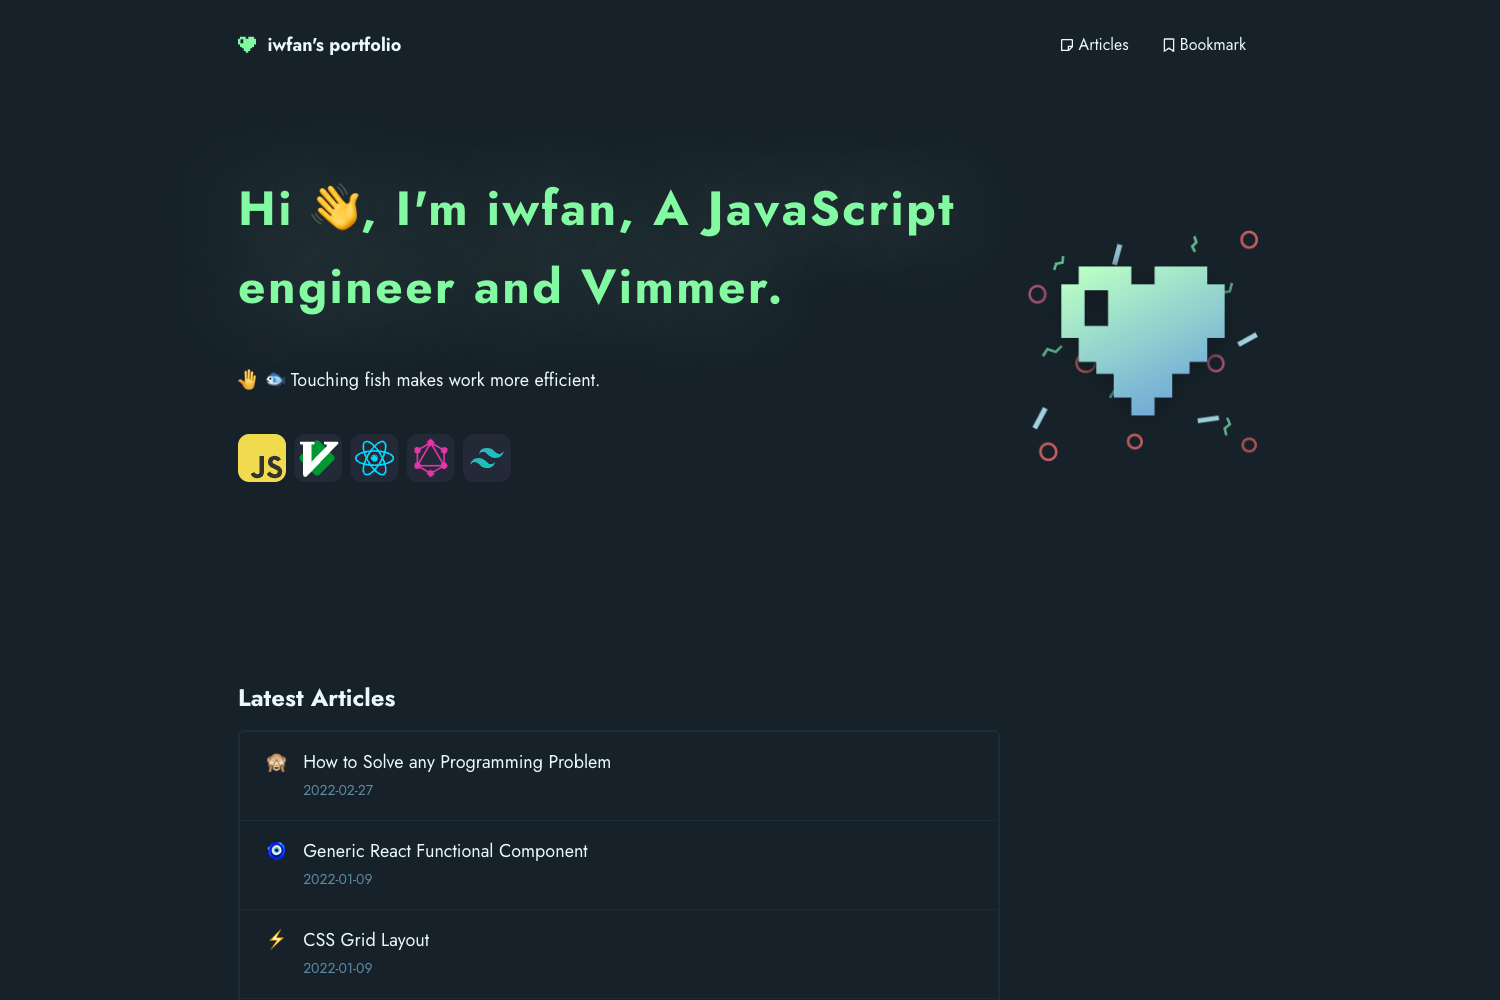 iwfan's portfolio
Articles
Bookmark
Hi 👋, I'm iwfan, A JavaScript
engineer and Vimmer.
🤚 🐟 Touching fish makes work more efficient.
JS
Latest Articles
🙈 How to Solve any Programming Problem
2022-02-27
🧿 Generic React Functional Component
2022-01-09
⚡ CSS Grid Layout
2022-01-09